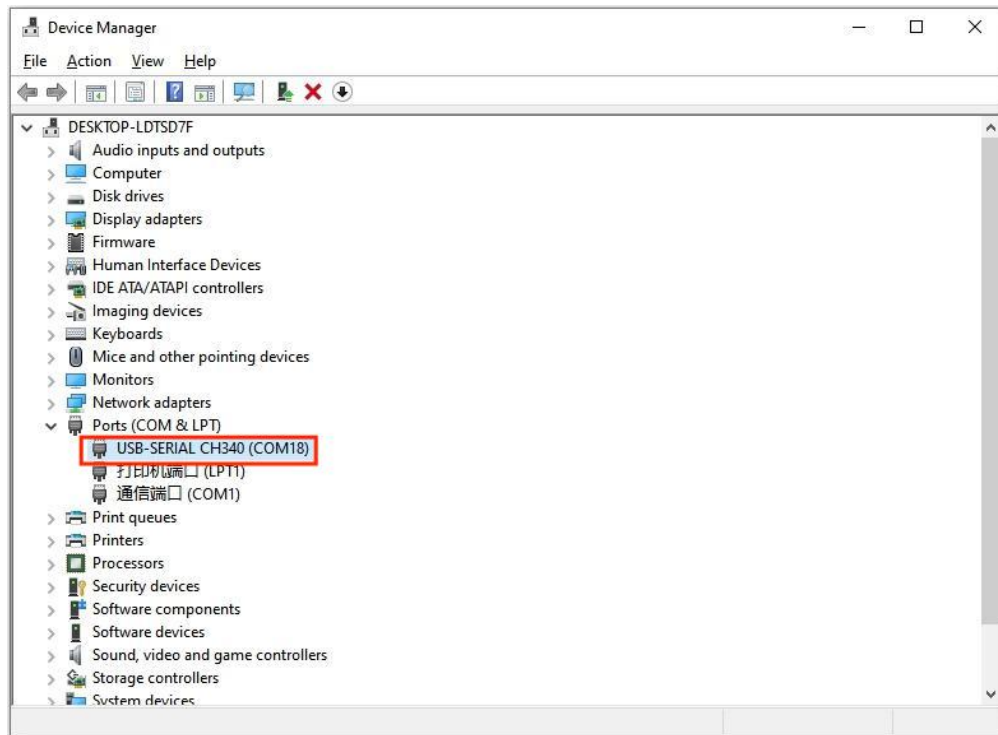 Device Manager
File Action View Help
DESKTOP-LDTSD7F
Audio inputs and outputs
Computer
Disk drives
Display adapters
Firmware
Human Interface Devices
IDE ATA/ATAPI controllers
Imaging devices
Keyboards
Mice and other pointing devices
Monitors
Network adapters
Ports (COM & LPT)
USB-SERIAL CH340 (COM18)
打印机端口 (LPT1)
通信端口 (COM1)
Print queues
Printers
Processors
Security devices
Software components
Software devices
Sound, video and game controllers
Storage controllers
System devices